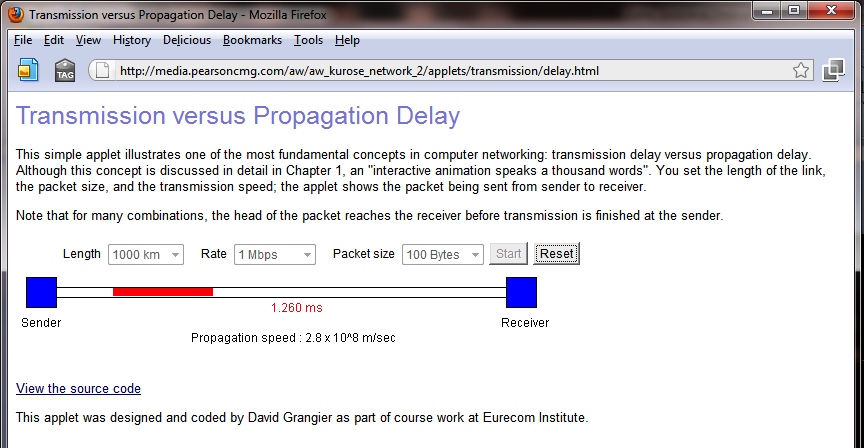 Transmission versus Propagation Delay - Mozilla Firefox
File Edit View History Delicious Bookmarks Tools Help
TAG http://media.pearsoncmg.com/aw/aw_kurose_network_2/applets/transmission/delay.html
Transmission versus Propagation Delay
This simple applet illustrates one of the most fundamental concepts in computer networking: transmission delay versus propagation delay.
Although this concept is discussed in detail in Chapter 1, an "interactive animation speaks a thousand words". You set the length of the link,
the packet size, and the transmission speed; the applet shows the packet being sent from sender to receiver.
Note that for many combinations, the head of the packet reaches the receiver before transmission is finished at the sender.
Length 1000 km Rate 1 Mbps Packet size 100 Bytes Start Reset
1.260 ms
Sender Receiver
Propagation speed : 2.8 x 10^8 m/sec
View the source code
This applet was designed and coded by David Grangier as part of course work at Eurecom Institute.